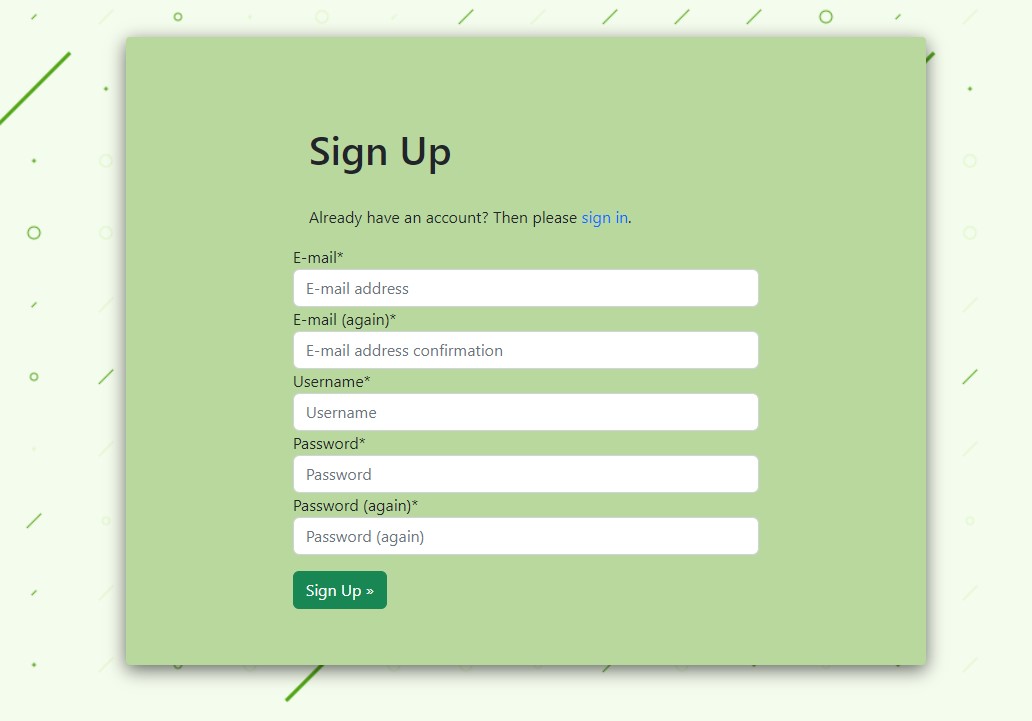 Sign Up
Already have an account? Then please sign in.
E-mail*
E-mail address
E-mail (again)*
E-mail address confirmation
Username*
Username
Password*
Password
Password (again)*
Password (again)
Sign Up »